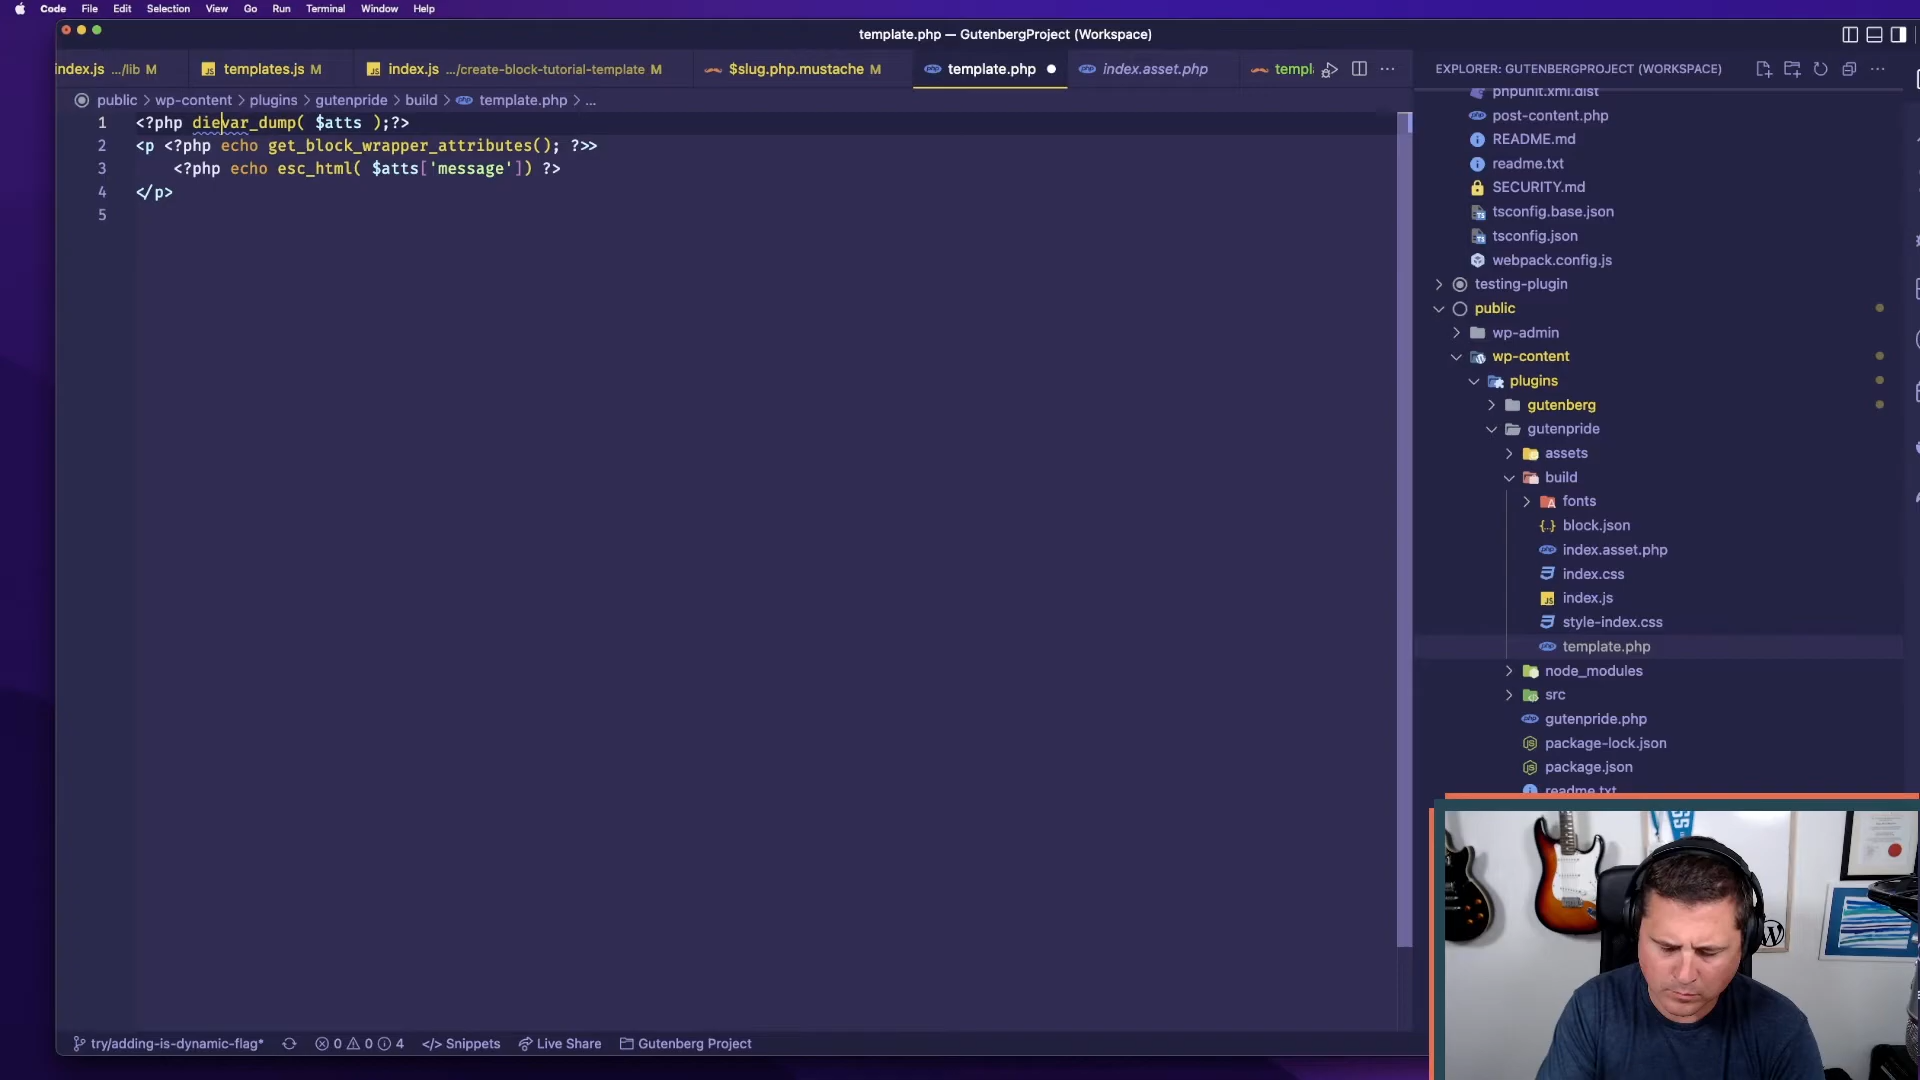 Code File Edit Selection View Go Run Terminal Window Help
template.php — GutenbergProject (Workspace)
index.js .../lib M
templates.js M
index.js .../create-block-tutorial-template M
$slug.php.mustache M
template.php
index.asset.php
templ
EXPLORER: GUTENBERGPROJECT (WORKSPACE)
public > wp-content > plugins > gutenpride > build > template.php > ...
1 <?php dievar_dump( $atts );?>
2 <p <?php echo get_block_wrapper_attributes(); ?>>
3 <?php echo esc_html( $atts['message']) ?>
4 </p>
5
phpunit.xml.dist
post-content.php
README.md
readme.txt
SECURITY.md
tsconfig.base.json
tsconfig.json
webpack.config.js
testing-plugin
public
wp-admin
wp-content
plugins
gutenberg
gutenpride
assets
build
fonts
block.json
index.asset.php
index.css
index.js
style-index.css
template.php
node_modules
src
gutenpride.php
package-lock.json
package.json
readme.txt
try/adding-is-dynamic-flag* 0 0 4 </> Snippets Live Share Gutenberg Project